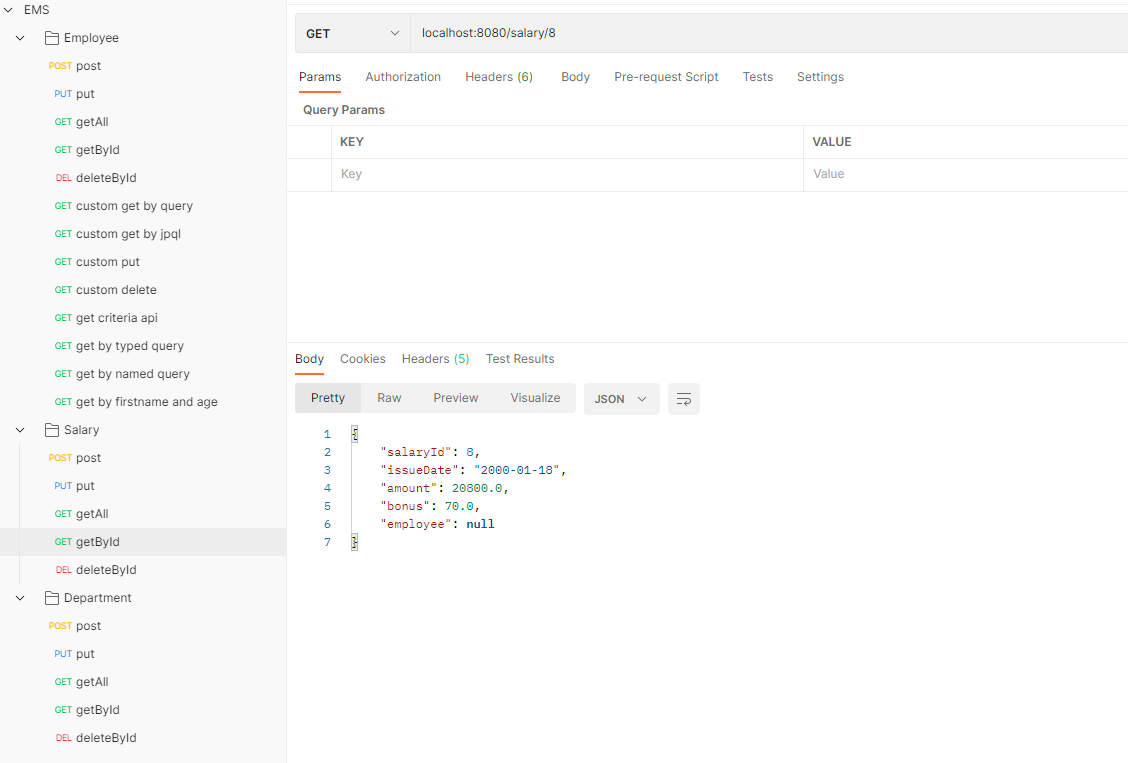 EMS
Employee
POST post
PUT put
GET getAll
GET getById
DEL deleteById
GET custom get by query
GET custom get by jpql
GET custom put
GET custom delete
GET get criteria api
GET get by typed query
GET get by named query
GET get by firstname and age
Salary
POST post
PUT put
GET getAll
GET getById
DEL deleteById
Department
POST post
PUT put
GET getAll
GET getById
DEL deleteById
GET localhost:8080/salary/8
Params Authorization Headers (6) Body Pre-request Script Tests Settings
Query Params
KEY VALUE
Key Value
Body Cookies Headers (5) Test Results
Pretty Raw Preview Visualize JSON
1 {
2 "salaryId": 8,
3 "issueDate": "2000-01-18",
4 "amount": 20800.0,
5 "bonus": 70.0,
6 "employee": null
7 }